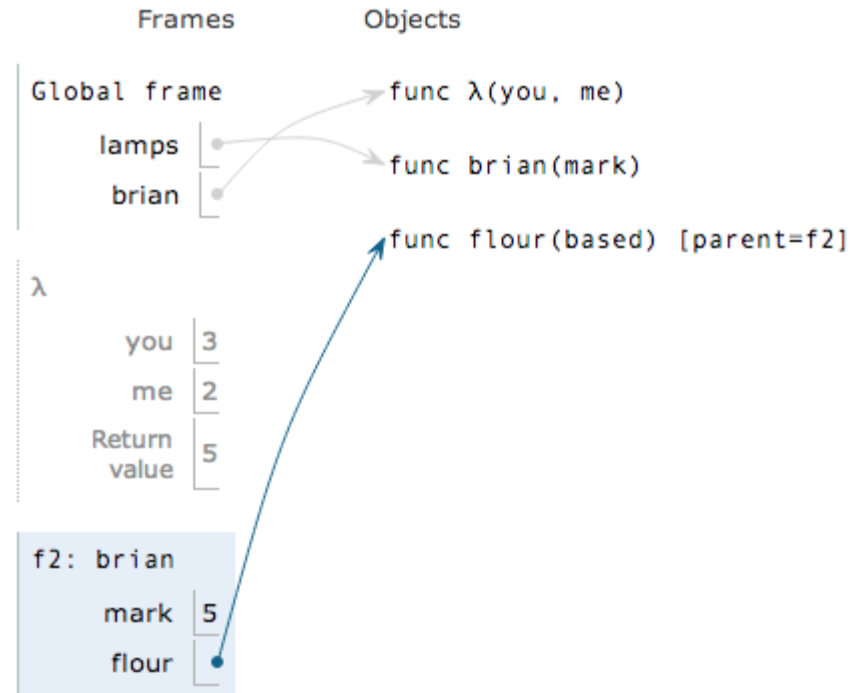 Frames Objects
Global frame
func λ(you, me)
lamps
func brian(mark)
brian
func flour(based) [parent=f2]
λ
you 3
me 2
Return
value 5
f2: brian
mark 5
flour